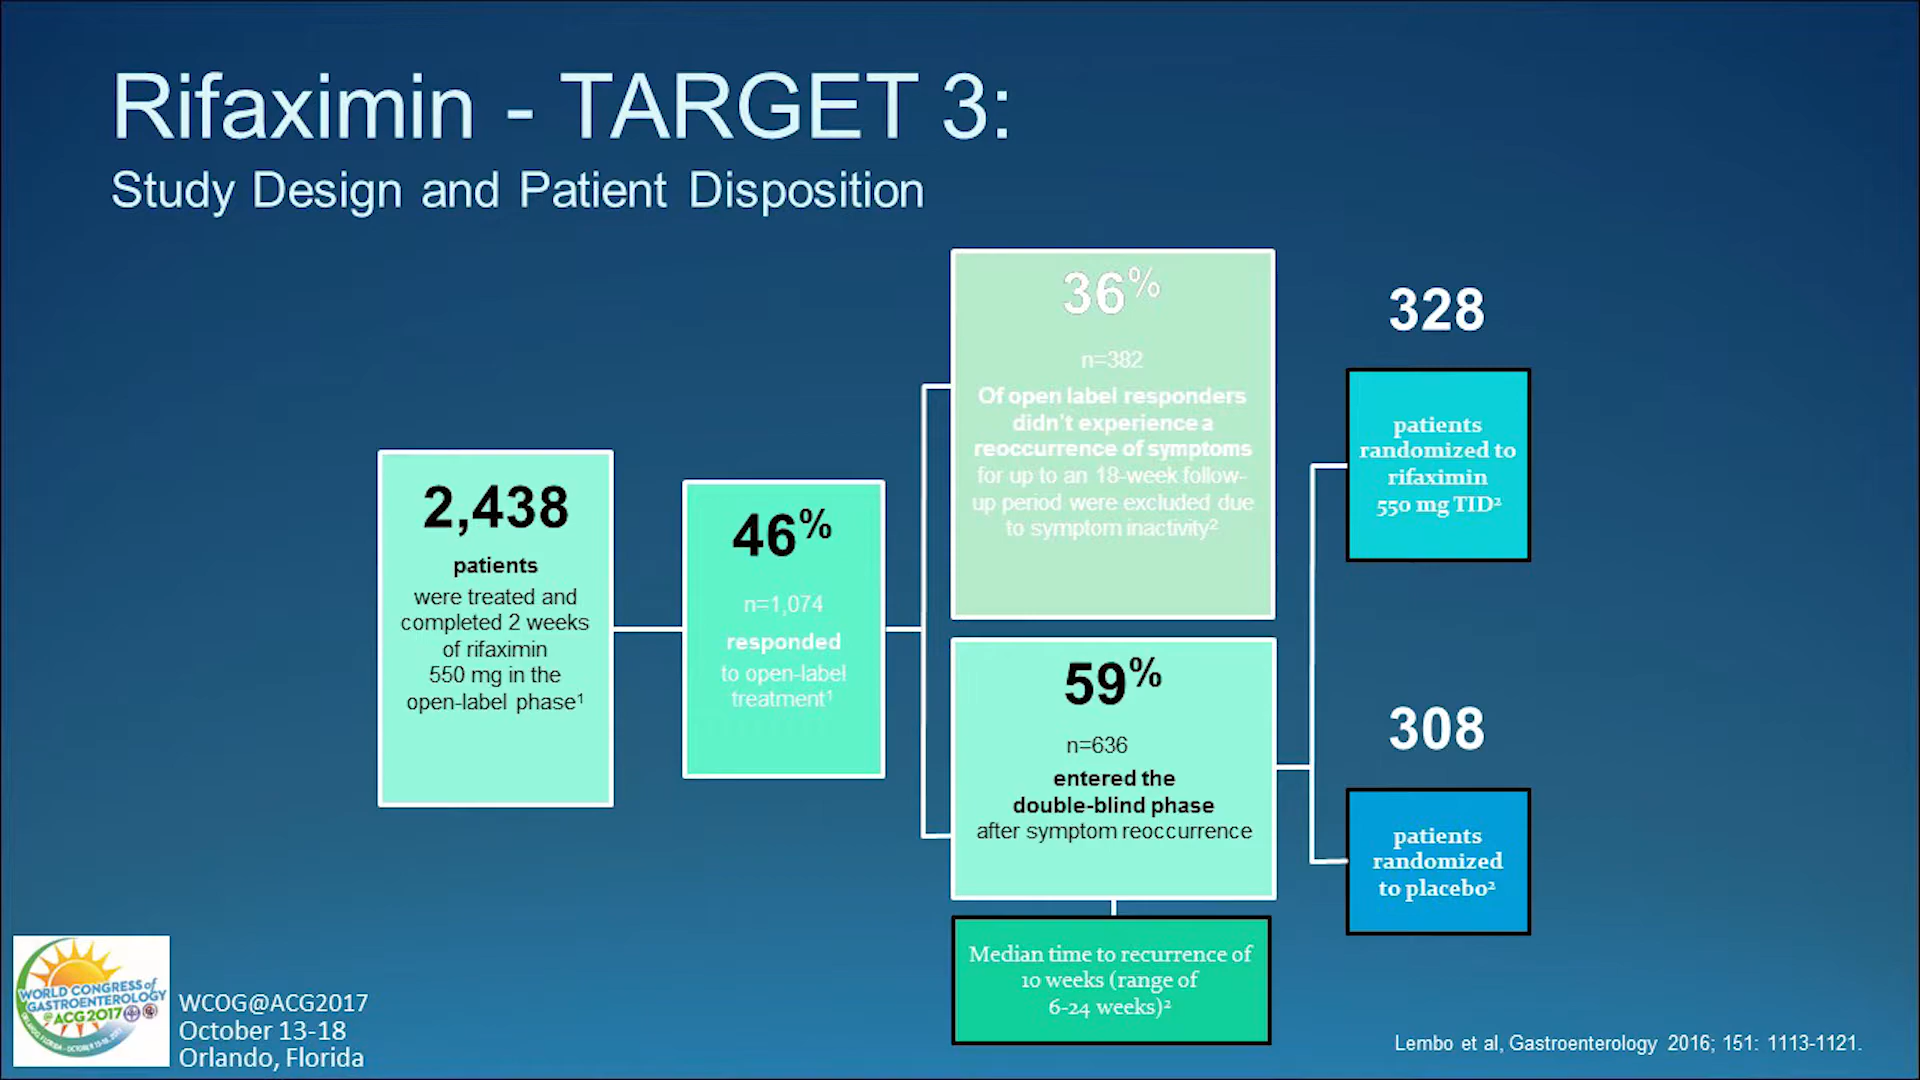 Rifaximin - TARGET 3:
Study Design and Patient Disposition
2,438
patients
were treated and
completed 2 weeks
of rifaximin
550 mg in the
open-label phase¹
46%
n=1,074
responded
to open-label
treatment¹
36%
n=382
Of open label responders
didn't experience a
reoccurrence of symptoms
for up to an 18-week follow-
up period were excluded due
to symptom inactivity²
59%
n=636
entered the
double-blind phase
after symptom reoccurrence
Median time to recurrence of
10 weeks (range of
6-24 weeks)²
328
patients
randomized to
rifaximin
550 mg TID²
308
patients
randomized
to placebo²
WORLD CONGRESS of
GASTROENTEROLOGY
@ACG2017
WCOG@ACG2017
October 13-18
Orlando, Florida
Lembo et al, Gastroenterology 2016; 151: 1113-1121.